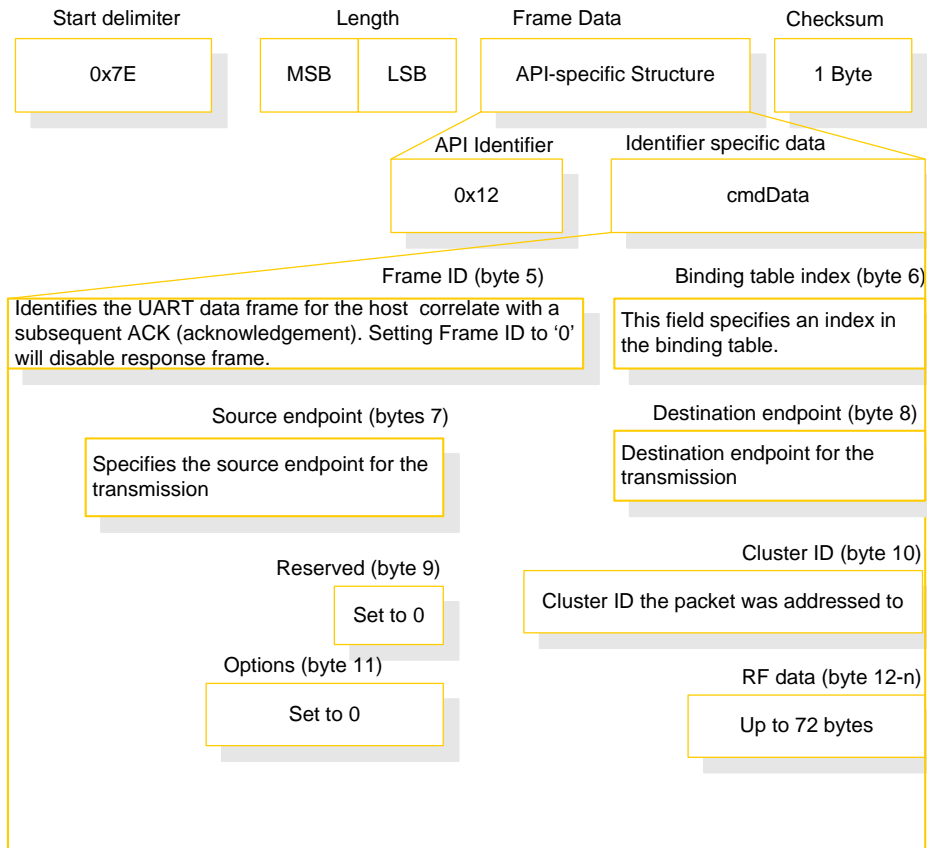 Start delimiter
Length
Frame Data
Checksum
0x7E
MSB
LSB
API-specific Structure
1 Byte
API Identifier
Identifier specific data
0x12
cmdData
Frame ID (byte 5)
Binding table index (byte 6)
Identifies the UART data frame for the host correlate with a
subsequent ACK (acknowledgement). Setting Frame ID to ‘0’
will disable response frame.
This field specifies an index in
the binding table.
Source endpoint (bytes 7)
Destination endpoint (byte 8)
Specifies the source endpoint for the
transmission
Destination endpoint for the
transmission
Reserved (byte 9)
Cluster ID (byte 10)
Set to 0
Cluster ID the packet was addressed to
Options (byte 11)
RF data (byte 12-n)
Set to 0
Up to 72 bytes